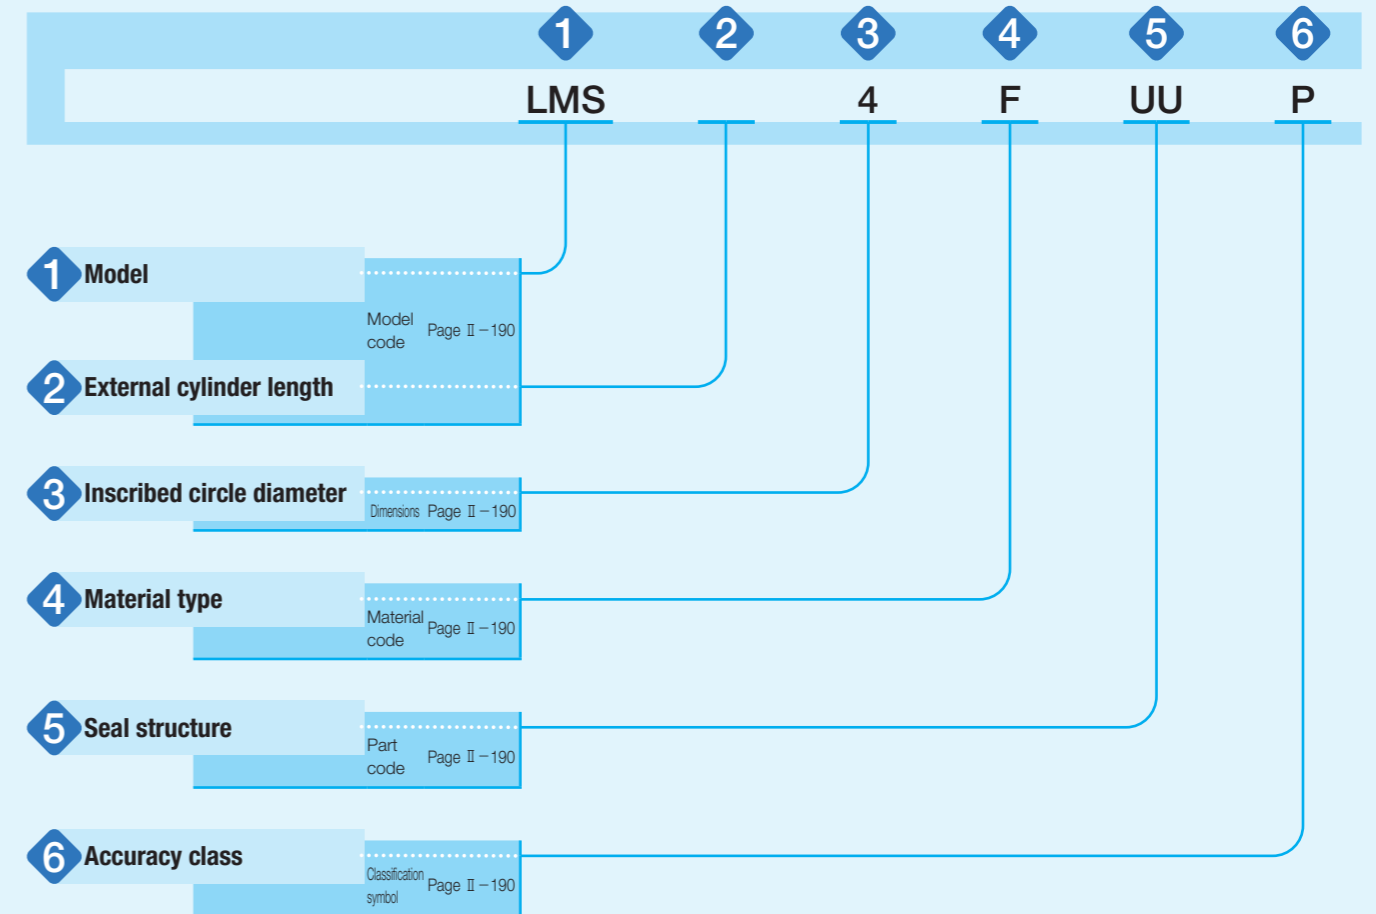 1 2 3 4 5 6
LMS 4 F UU P
1 Model
Model code Page Ⅱ－190
2 External cylinder length
3 Inscribed circle diameter
Dimensions Page Ⅱ－190
4 Material type
Material code Page Ⅱ－190
5 Seal structure
Part code Page Ⅱ－190
6 Accuracy class
Classification symbol Page Ⅱ－190